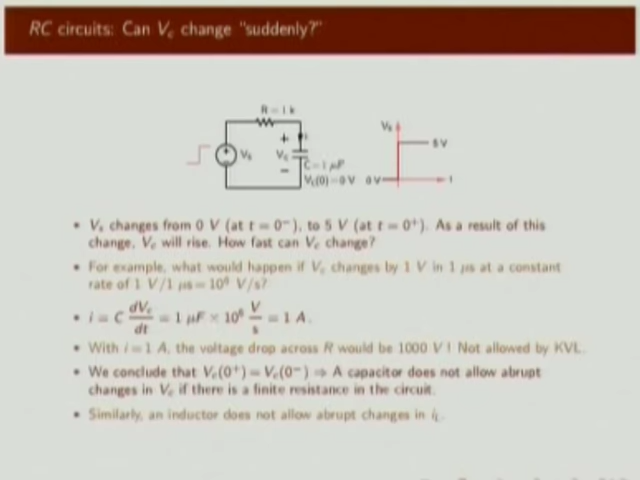 RC circuits: Can Vc change "suddenly?"
R=1 k
Vs
+
Vc
−
i
C=1 µF
Vc(0)=0 V
Vs
5 V
0 V
t
• Vs changes from 0 V (at t = 0⁻), to 5 V (at t = 0⁺). As a result of this
change, Vc will rise. How fast can Vc change?
• For example, what would happen if Vc changes by 1 V in 1 µs at a constant
rate of 1 V/1 µs = 10⁶ V/s?
• i = C dVc/dt = 1 µF × 10⁶ V/s = 1 A.
• With i = 1 A, the voltage drop across R would be 1000 V! Not allowed by KVL.
• We conclude that Vc(0⁺) = Vc(0⁻) ⇒ A capacitor does not allow abrupt
changes in Vc if there is a finite resistance in the circuit.
• Similarly, an inductor does not allow abrupt changes in iL.